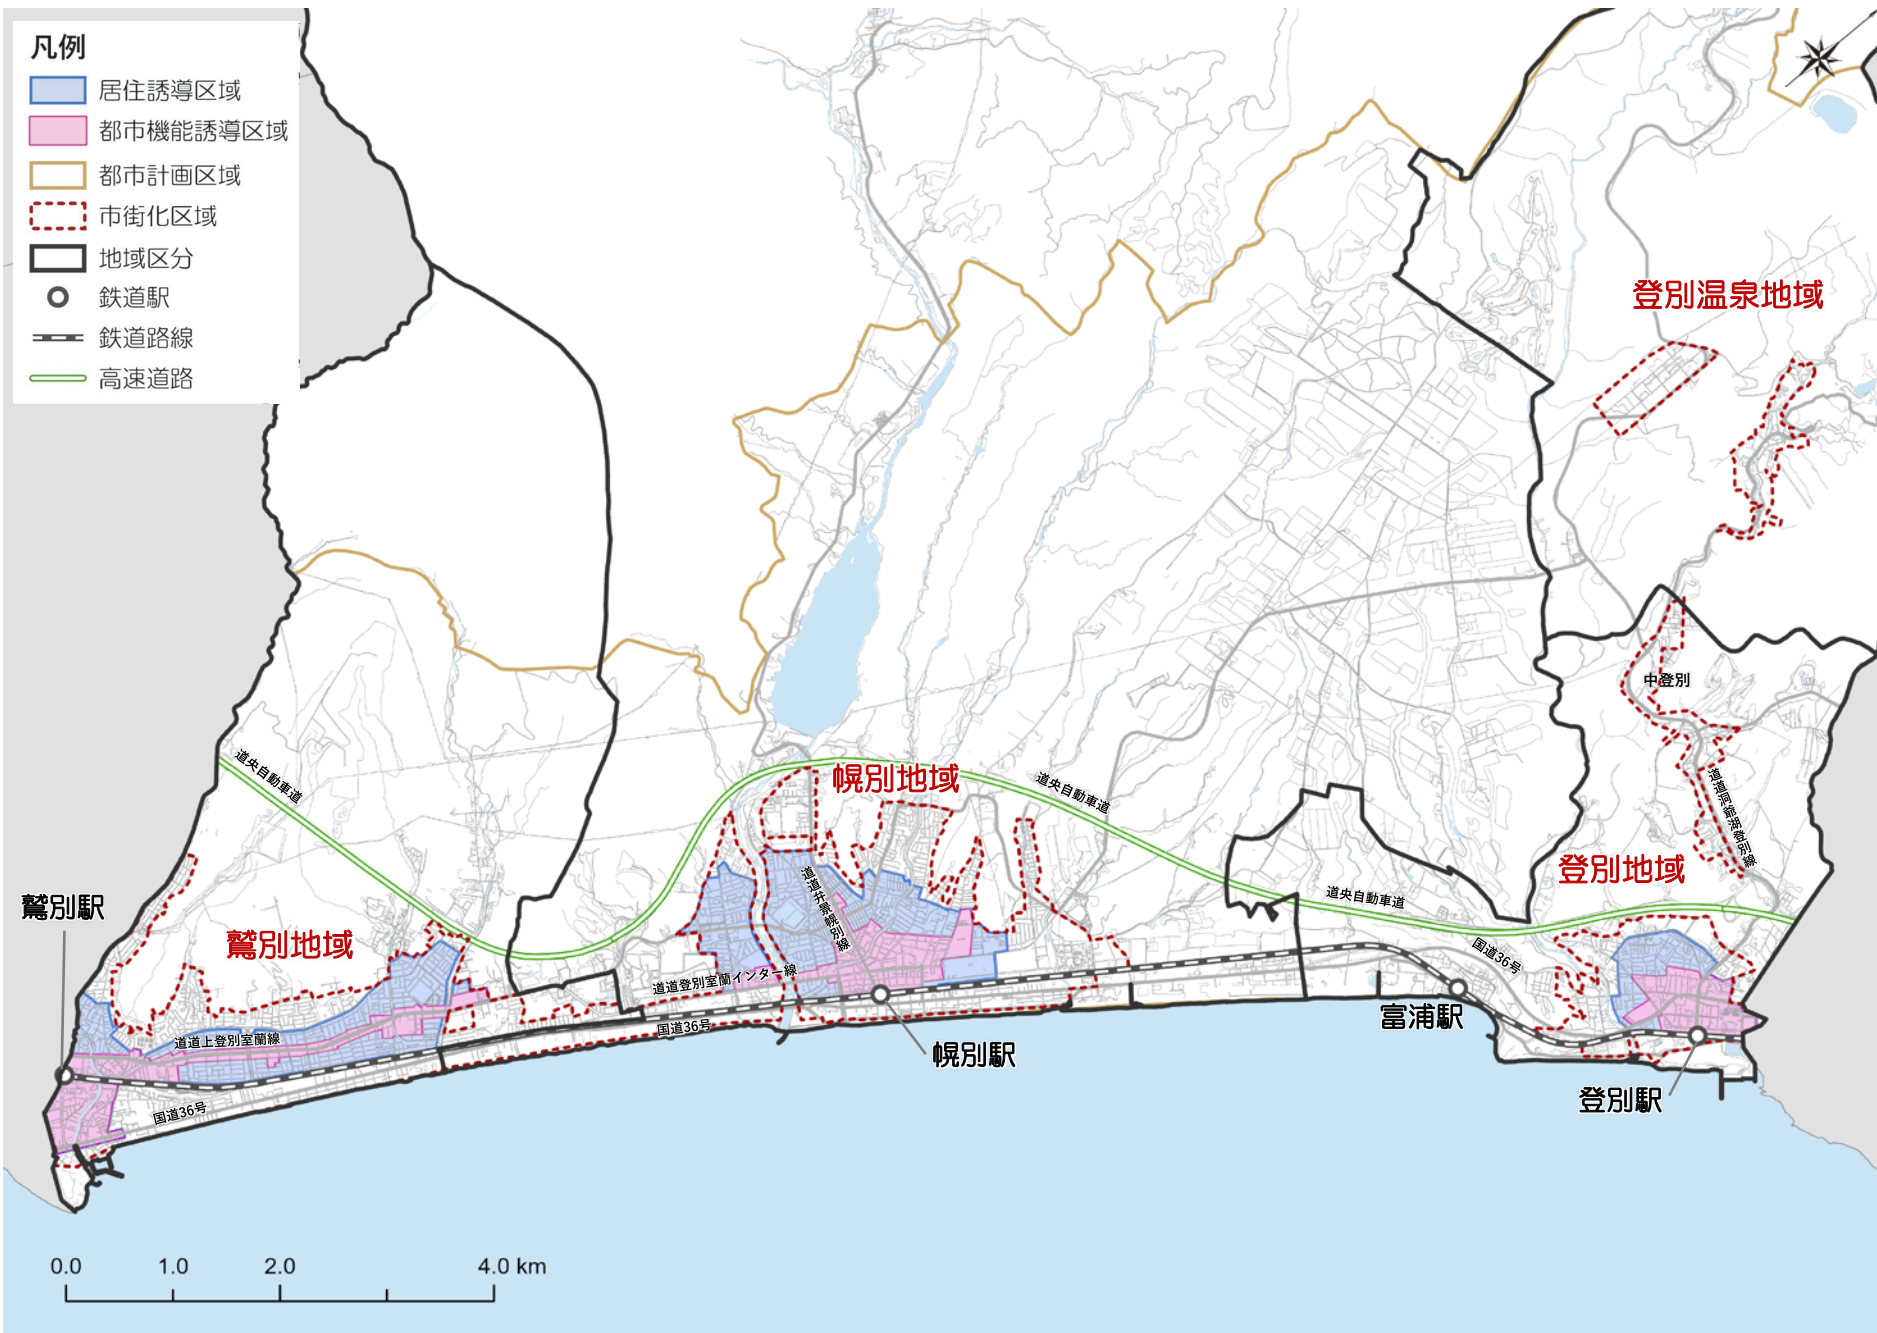 凡例
居住誘導区域
都市機能誘導区域
都市計画区域
市街化区域
地域区分
鉄道駅
鉄道路線
高速道路
登別温泉地域
中登別
道央自動車道
幌別地域
道央自動車道
道道洞爺湖登別線
登別地域
道道弁景幌別線
道央自動車道
鷲別駅
鷲別地域
国道36号
道道登別室蘭インター線
富浦駅
国道36号
道道上登別室蘭線
幌別駅
登別駅
国道36号
0.0 1.0 2.0 4.0 km